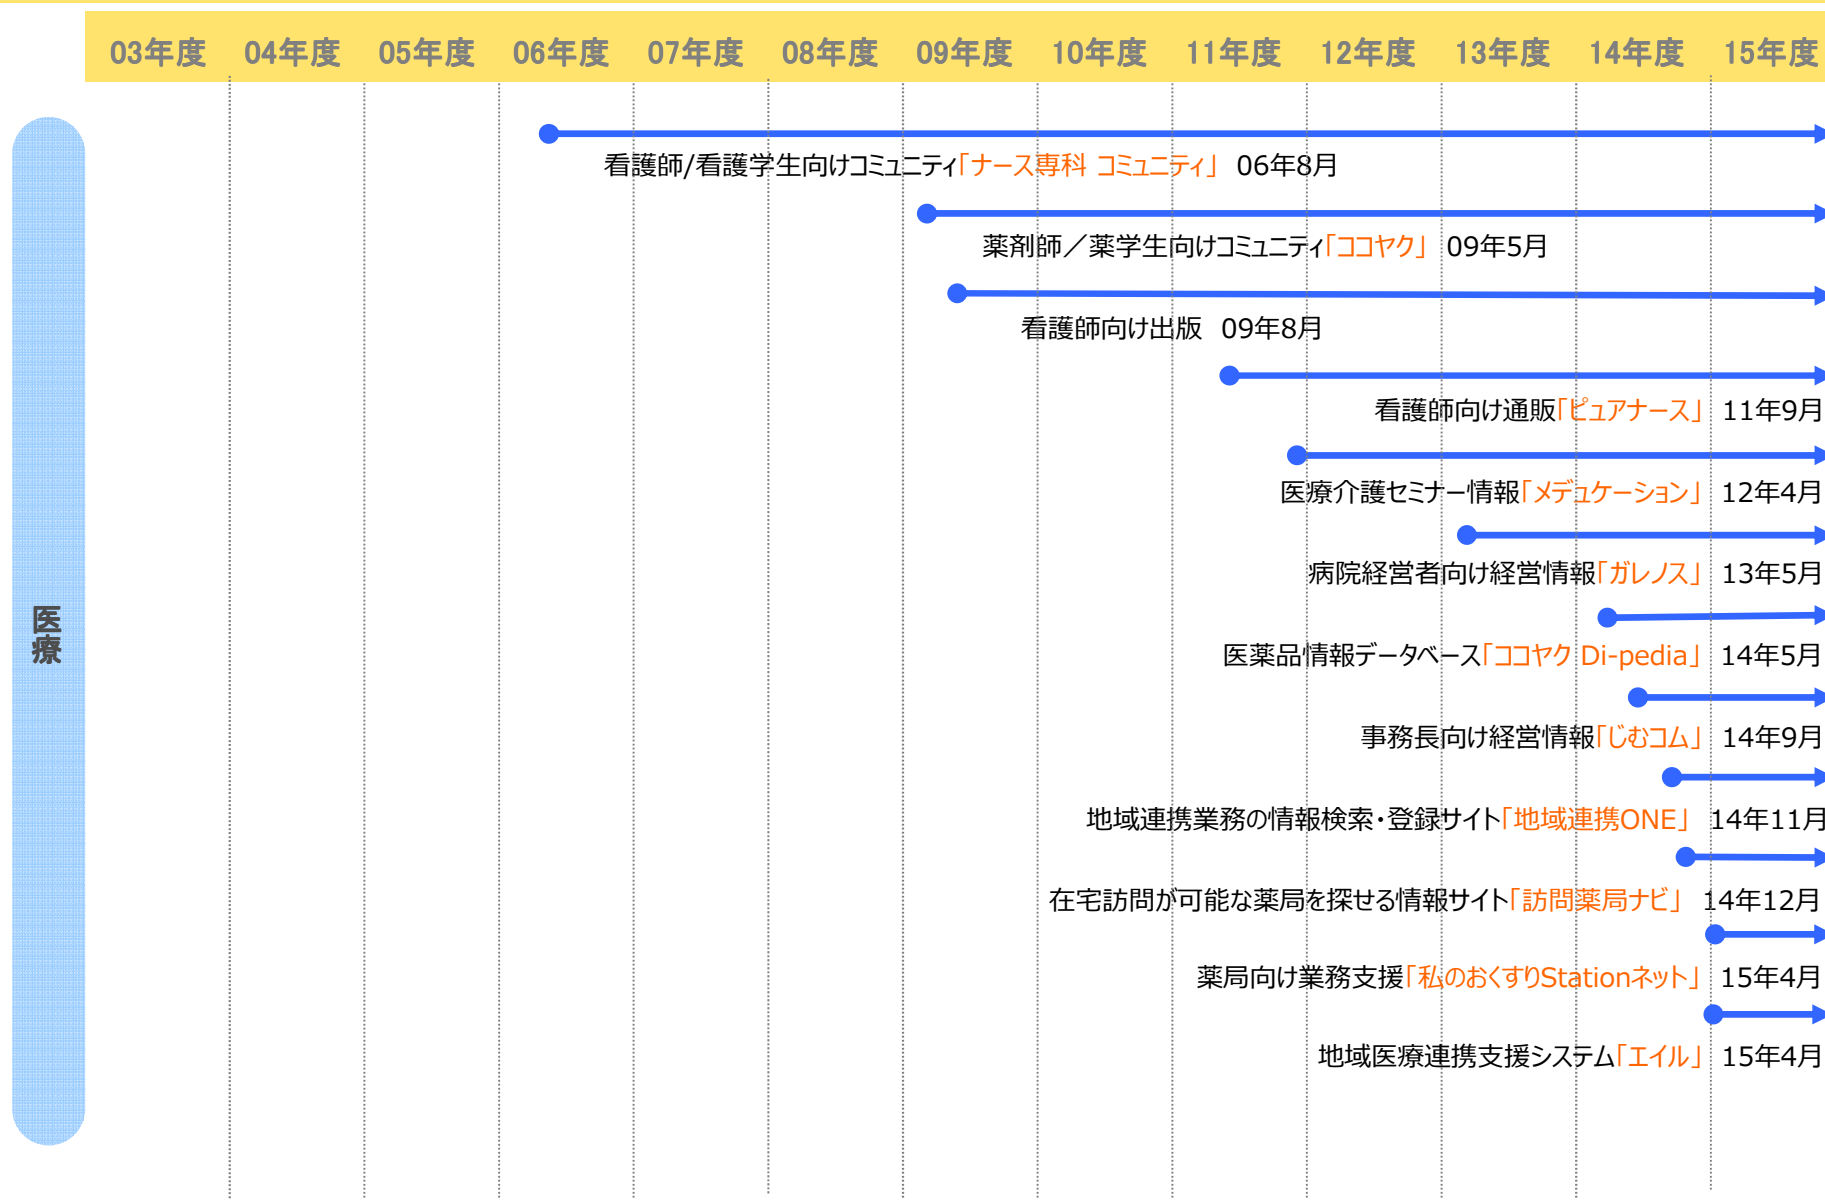 03年度 04年度 05年度 06年度 07年度 08年度 09年度 10年度 11年度 12年度 13年度 14年度 15年度
医療
看護師/看護学生向けコミュニティ「ナース専科 コミュニティ」 06年8月
薬剤師／薬学生向けコミュニティ「ココヤク」 09年5月
看護師向け出版 09年8月
看護師向け通販「ピュアナース」 11年9月
医療介護セミナー情報「メデュケーション」 12年4月
病院経営者向け経営情報「ガレノス」 13年5月
医薬品情報データベース「ココヤク Di-pedia」 14年5月
事務長向け経営情報「じむコム」 14年9月
地域連携業務の情報検索・登録サイト「地域連携ONE」 14年11月
在宅訪問が可能な薬局を探せる情報サイト「訪問薬局ナビ」 14年12月
薬局向け業務支援「私のおくすりStationネット」 15年4月
地域医療連携支援システム「エイル」 15年4月